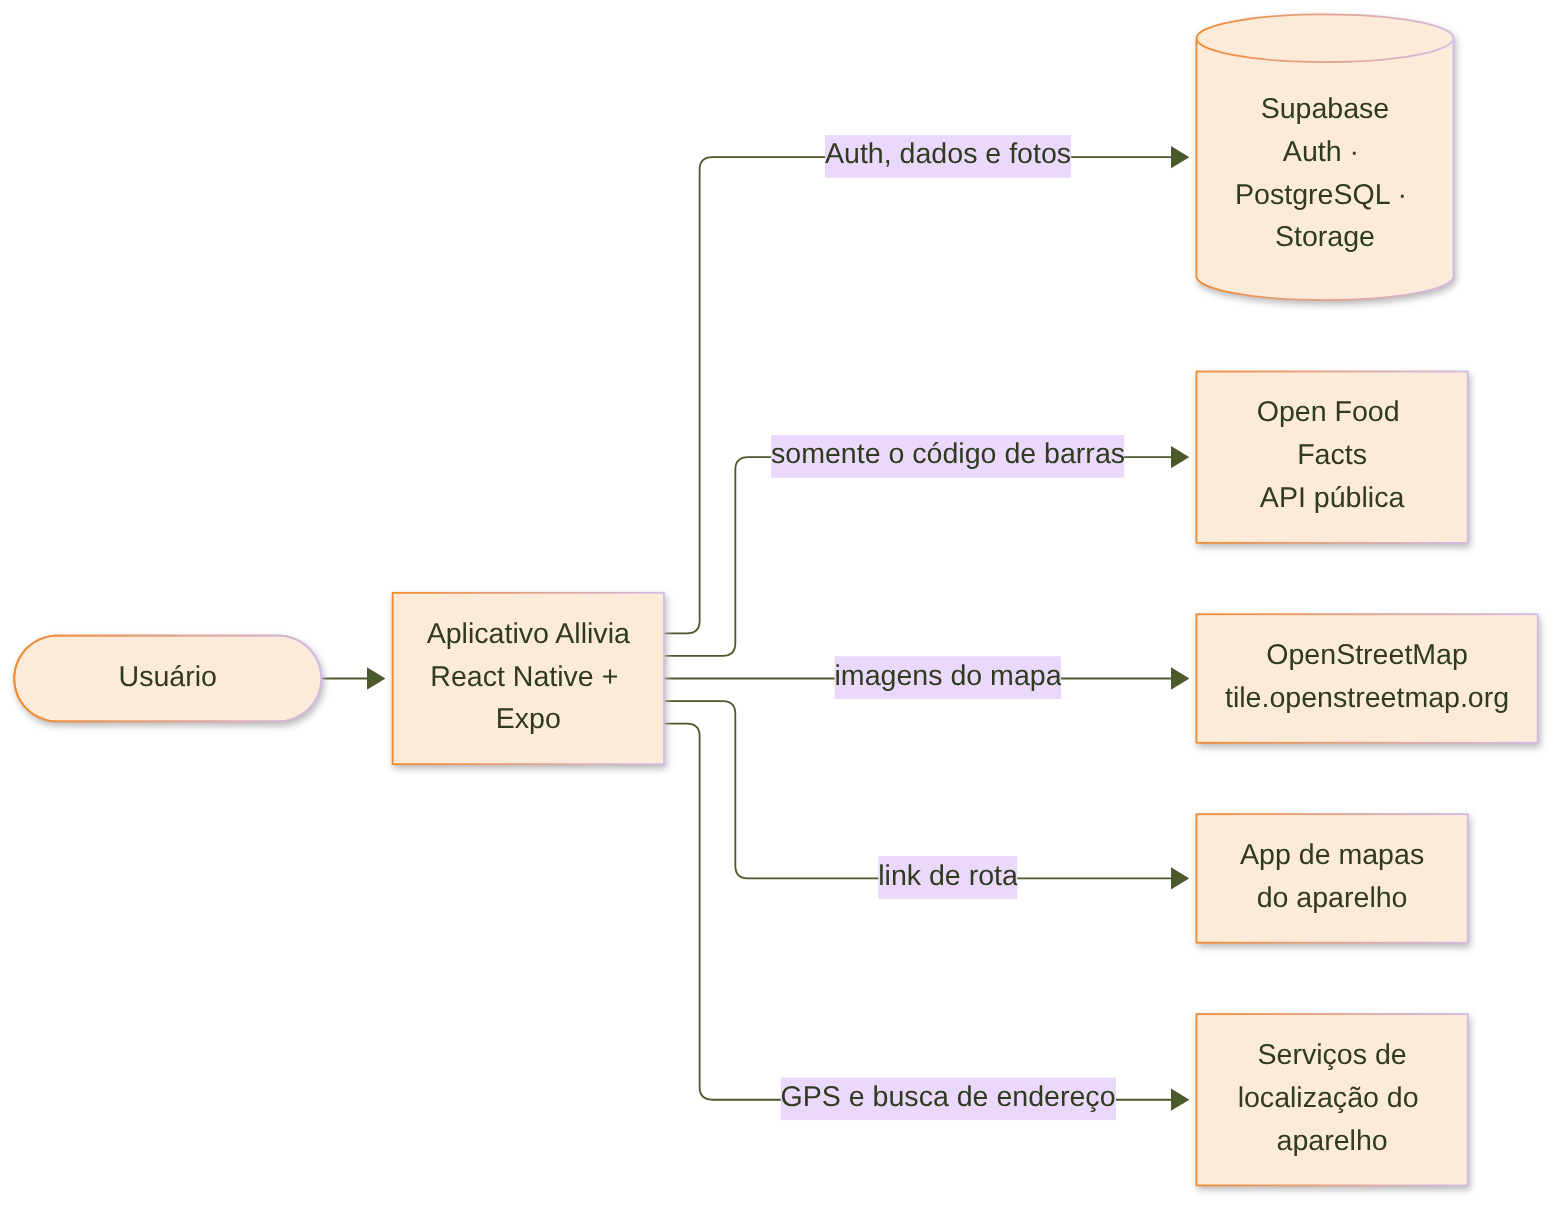 Usuário
Aplicativo Allivia
React Native +
Expo
Auth, dados e fotos
somente o código de barras
imagens do mapa
link de rota
GPS e busca de endereço
Supabase
Auth ·
PostgreSQL ·
Storage
Open Food
Facts
API pública
OpenStreetMap
tile.openstreetmap.org
App de mapas
do aparelho
Serviços de
localização do
aparelho